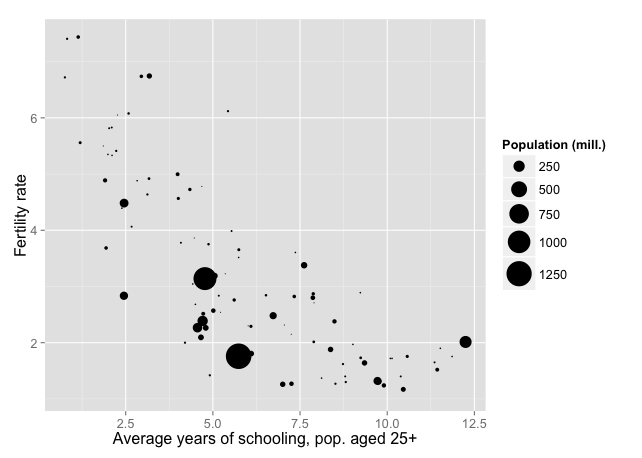 Fertility rate
6
4
2
2.5 5.0 7.5 10.0 12.5
Average years of schooling, pop. aged 25+
Population (mill.)
250
500
750
1000
1250